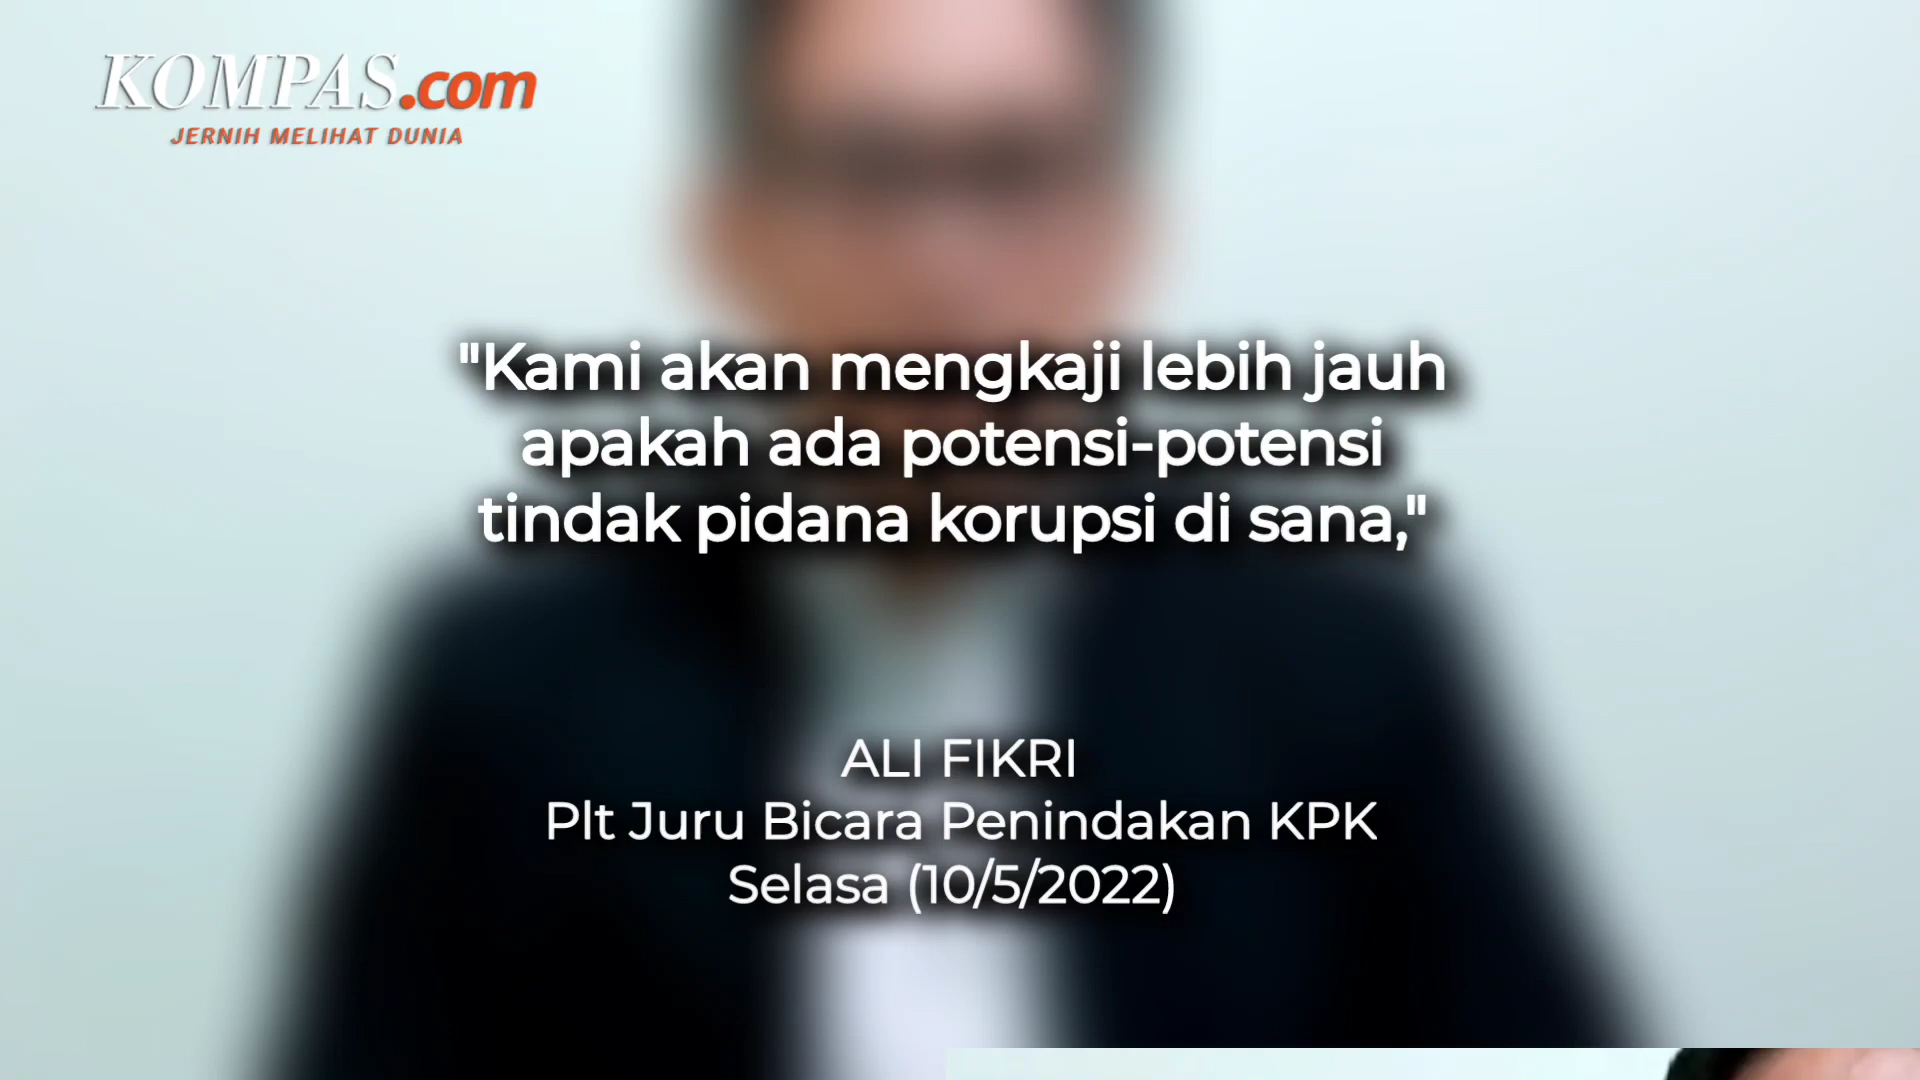 KOMPAS.com
JERNIH MELIHAT DUNIA
"Kami akan mengkaji lebih jauh
apakah ada potensi-potensi
tindak pidana korupsi di sana,"
ALI FIKRI
Plt Juru Bicara Penindakan KPK
Selasa (10/5/2022)